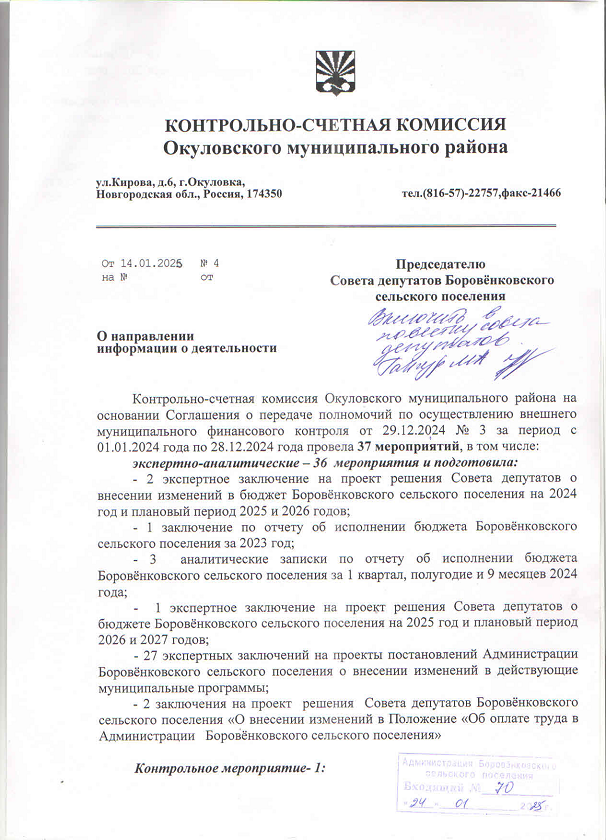 КОНТРОЛЬНО-СЧЕТНАЯ КОМИССИЯ
Окуловского муниципального района
ул.Кирова, д.6, г.Окуловка,
Новгородская обл., Россия, 174350
тел.(816-57)-22757,факс-21466
От 14.01.2025 № 4
на № от
Председателю
Совета депутатов Боровёнковского
сельского поселения
Включить в
повестку совета
депутатов
О направлении
информации о деятельности
Контрольно-счетная комиссия Окуловского муниципального района на
основании Соглашения о передаче полномочий по осуществлению внешнего
муниципального финансового контроля от 29.12.2024 № 3 за период с
01.01.2024 года по 28.12.2024 года провела 37 мероприятий, в том числе:
экспертно-аналитические – 36 мероприятия и подготовила:
- 2 экспертное заключение на проект решения Совета депутатов о
внесении изменений в бюджет Боровёнковского сельского поселения на 2024
год и плановый период 2025 и 2026 годов;
- 1 заключение по отчету об исполнении бюджета Боровёнковского
сельского поселения за 2023 год;
- 3 аналитические записки по отчету об исполнении бюджета
Боровёнковского сельского поселения за 1 квартал, полугодие и 9 месяцев 2024
года;
- 1 экспертное заключение на проект решения Совета депутатов о
бюджете Боровёнковского сельского поселения на 2025 год и плановый период
2026 и 2027 годов;
- 27 экспертных заключений на проекты постановлений Администрации
Боровёнковского сельского поселения о внесении изменений в действующие
муниципальные программы;
- 2 заключения на проект решения Совета депутатов Боровёнковского
сельского поселения «О внесении изменений в Положение «Об оплате труда в
Администрации Боровёнковского сельского поселения»
Контрольное мероприятие- 1:
Администрация Боровёнковского
сельского поселения
Входящий № 70
«24» 01 2025 г.